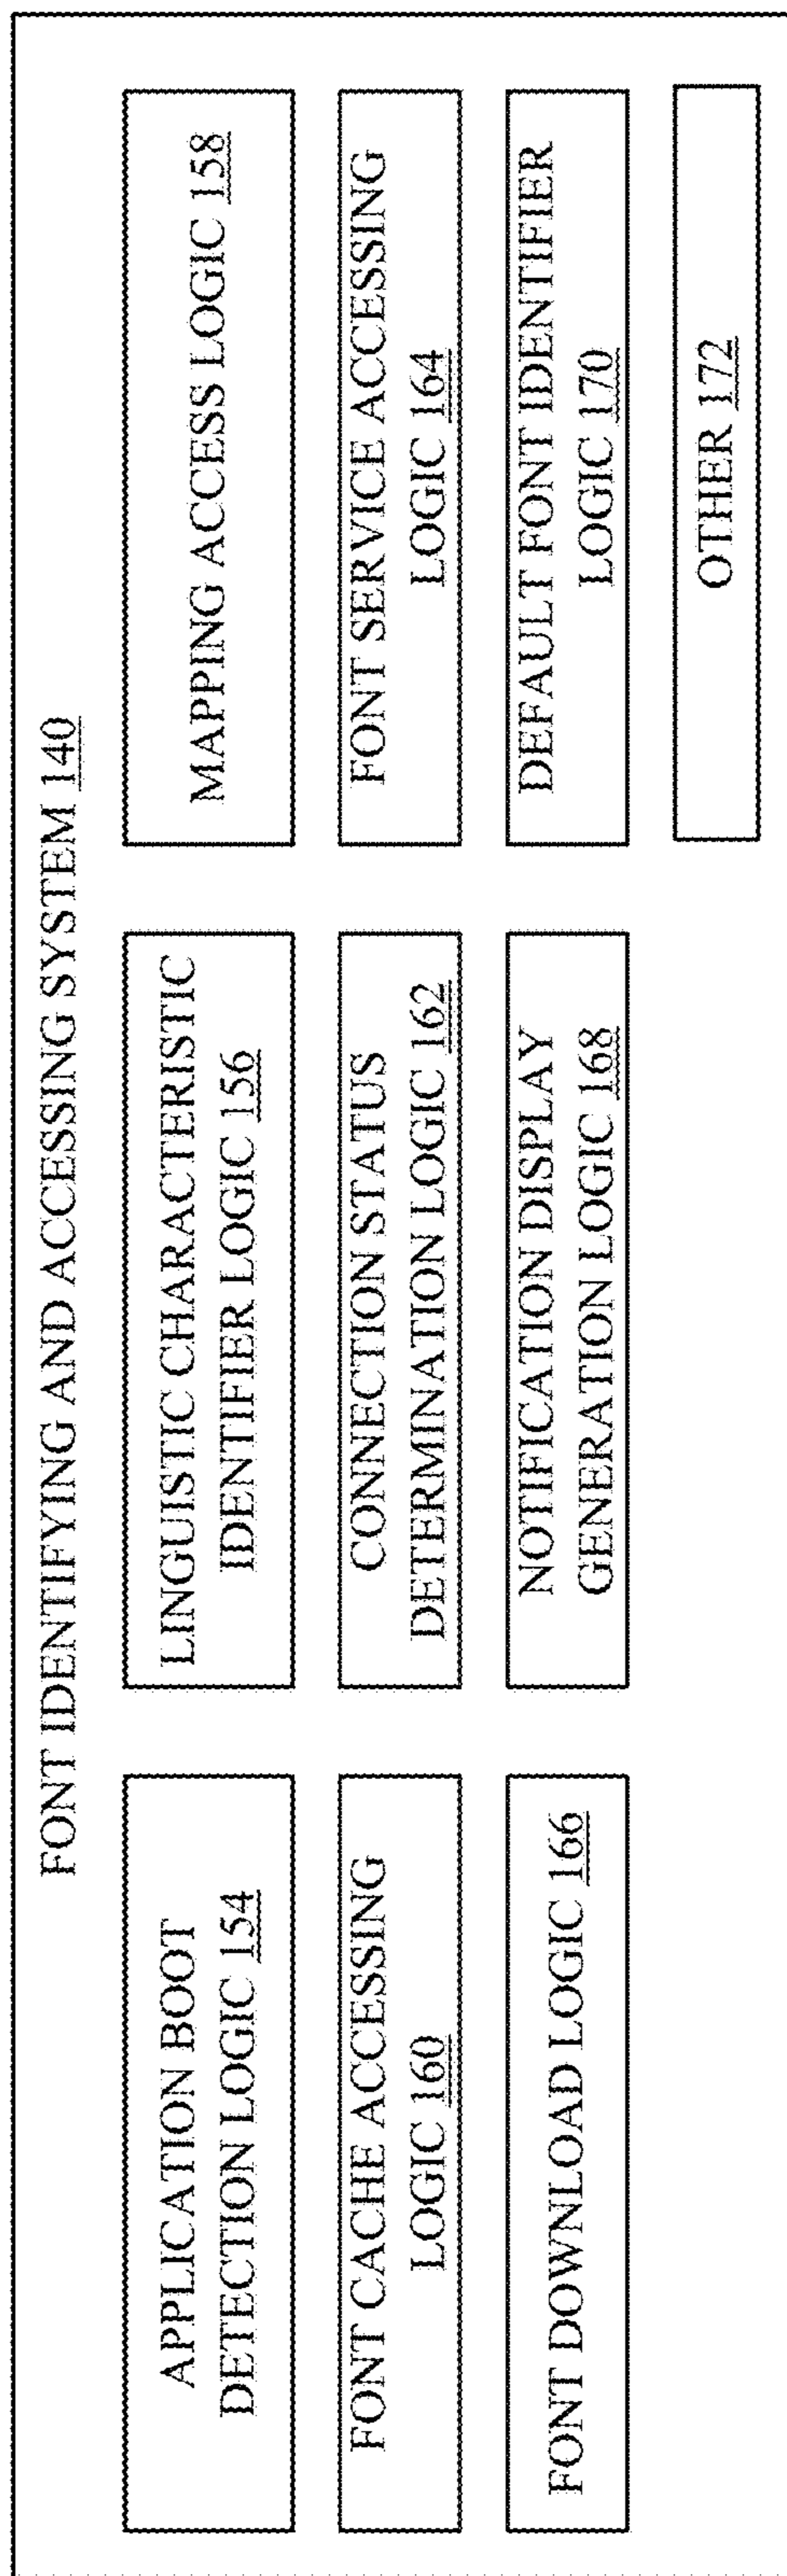 FONT IDENTIFYING AND ACCESSING SYSTEM 140
APPLICATION BOOT
DETECTION LOGIC 154
LINGUISTIC CHARACTERISTIC
IDENTIFIER LOGIC 156
MAPPING ACCESS LOGIC 158
FONT CACHE ACCESSING
LOGIC 160
CONNECTION STATUS
DETERMINATION LOGIC 162
FONT SERVICE ACCESSING
LOGIC 164
FONT DOWNLOAD LOGIC 166
NOTIFICATION DISPLAY
GENERATION LOGIC 168
DEFAULT FONT IDENTIFIER
LOGIC 170
OTHER 172